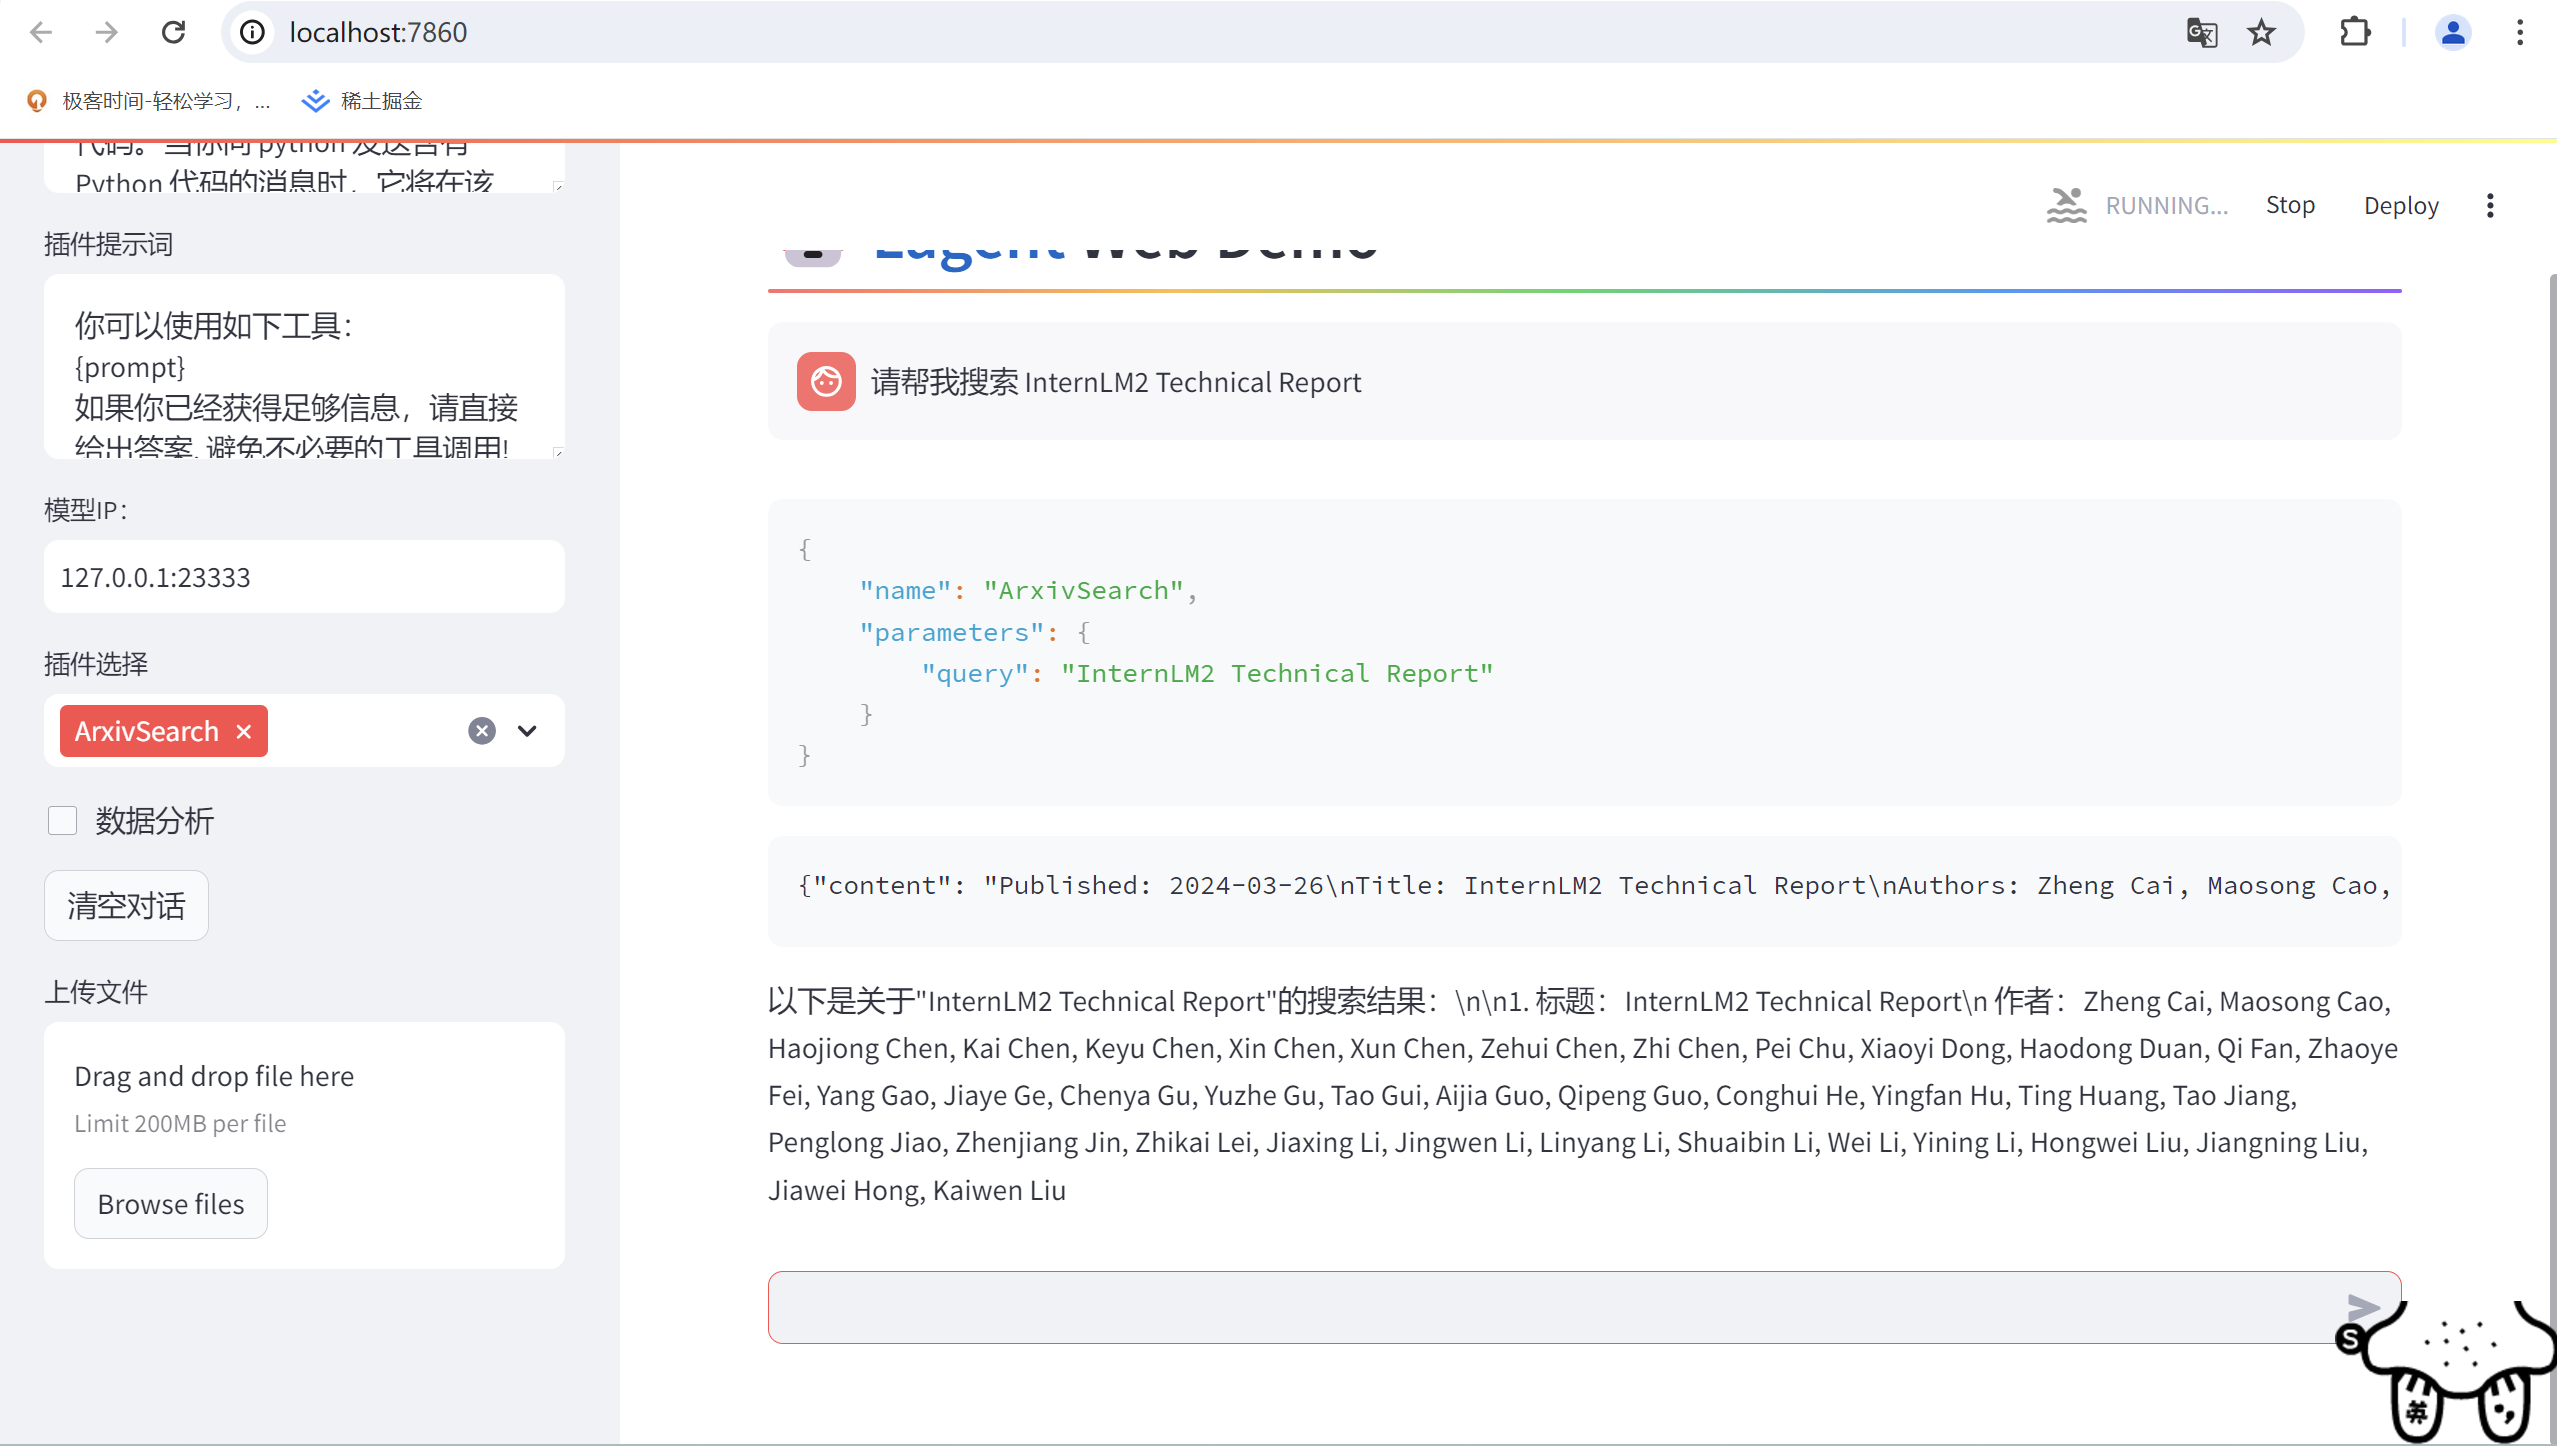 localhost:7860
极客时间-轻松学习，...
稀土掘金
代码。当你向 python 发送含有
Python 代码的消息时，它将在该
插件提示词
你可以使用如下工具：
{prompt}
如果你已经获得足够信息，请直接
给出答案. 避免不必要的工具调用!
模型IP：
127.0.0.1:23333
插件选择
ArxivSearch
数据分析
清空对话
上传文件
Drag and drop file here
Limit 200MB per file
Browse files
RUNNING...
Stop
Deploy
Lagent Web Demo
请帮我搜索 InternLM2 Technical Report
{
"name": "ArxivSearch",
"parameters": {
"query": "InternLM2 Technical Report"
}
}
{"content": "Published: 2024-03-26\nTitle: InternLM2 Technical Report\nAuthors: Zheng Cai, Maosong Cao,
以下是关于"InternLM2 Technical Report"的搜索结果：\n\n1. 标题：InternLM2 Technical Report\n 作者：Zheng Cai, Maosong Cao,
Haojiong Chen, Kai Chen, Keyu Chen, Xin Chen, Xun Chen, Zehui Chen, Zhi Chen, Pei Chu, Xiaoyi Dong, Haodong Duan, Qi Fan, Zhaoye
Fei, Yang Gao, Jiaye Ge, Chenya Gu, Yuzhe Gu, Tao Gui, Aijia Guo, Qipeng Guo, Conghui He, Yingfan Hu, Ting Huang, Tao Jiang,
Penglong Jiao, Zhenjiang Jin, Zhikai Lei, Jiaxing Li, Jingwen Li, Linyang Li, Shuaibin Li, Wei Li, Yining Li, Hongwei Liu, Jiangning Liu,
Jiawei Hong, Kaiwen Liu
S
英